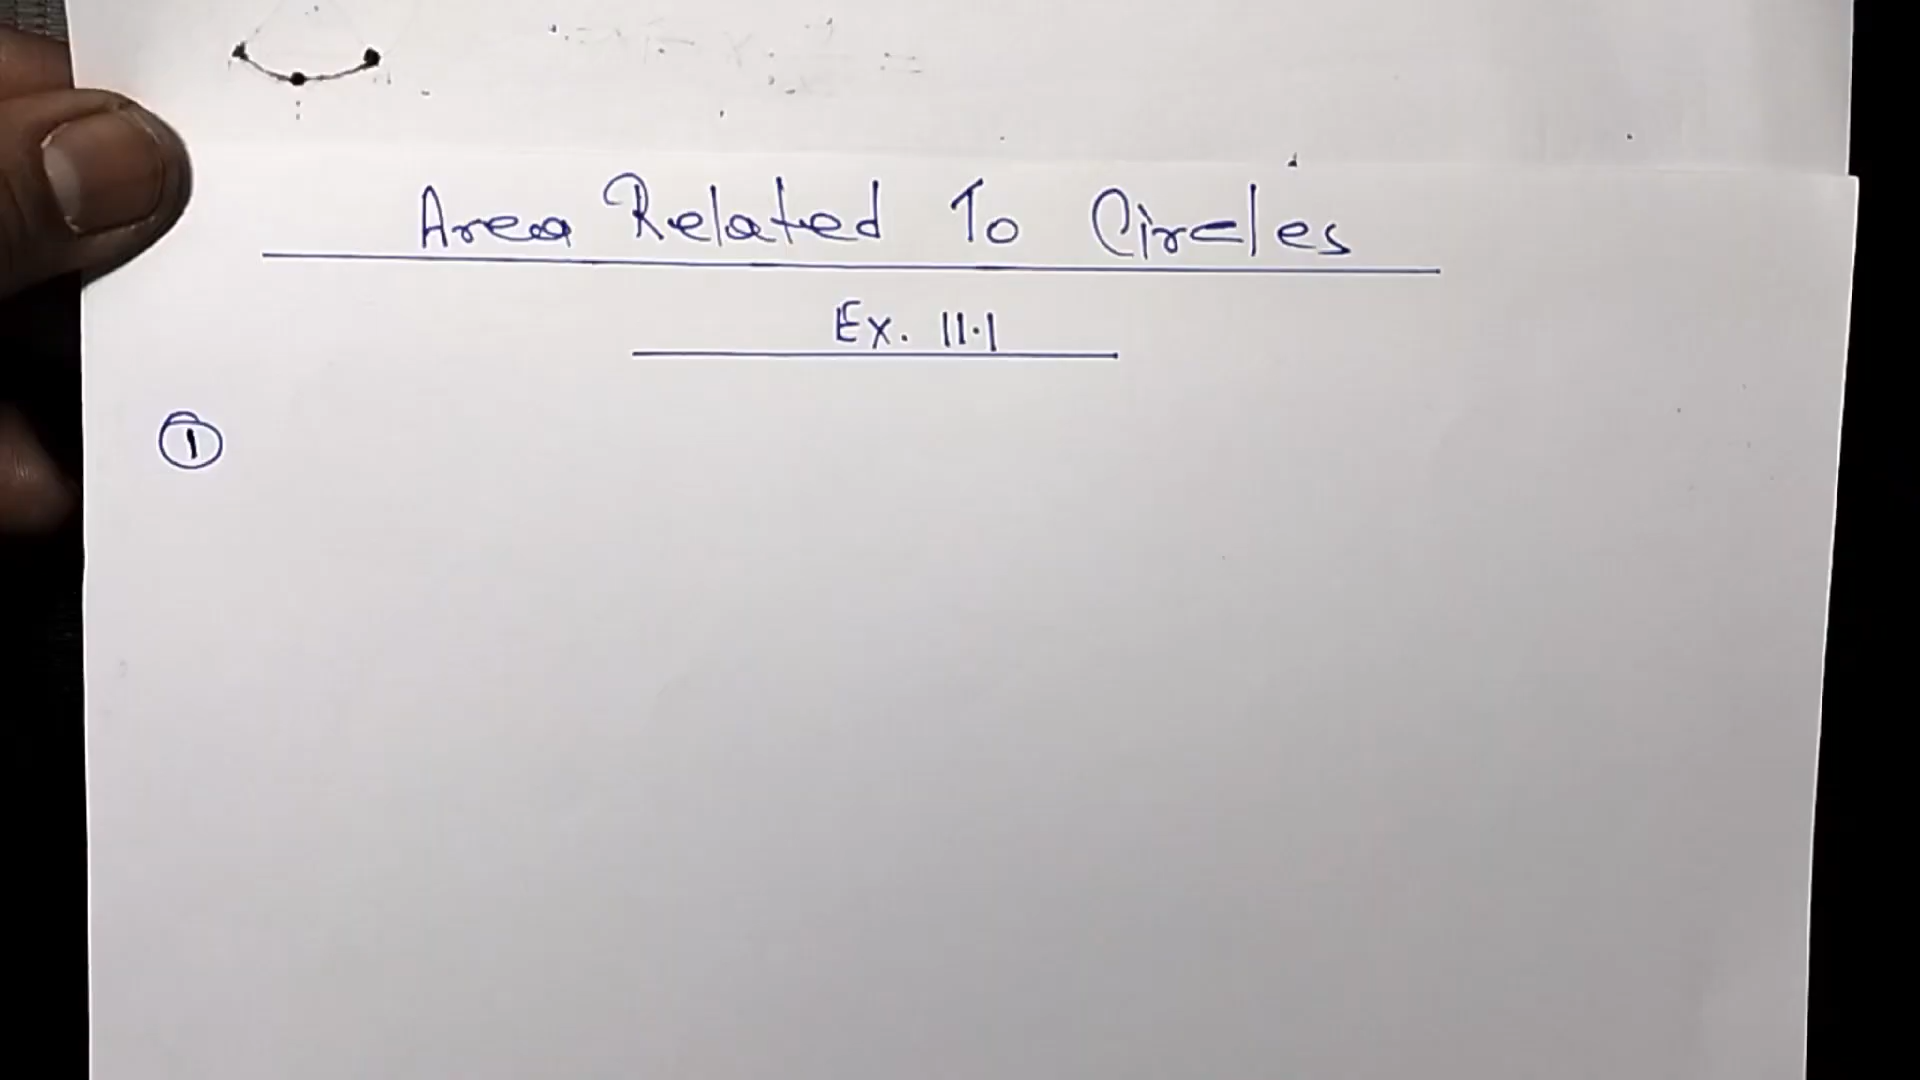 Area Related To Circles
Ex. 11.1
1